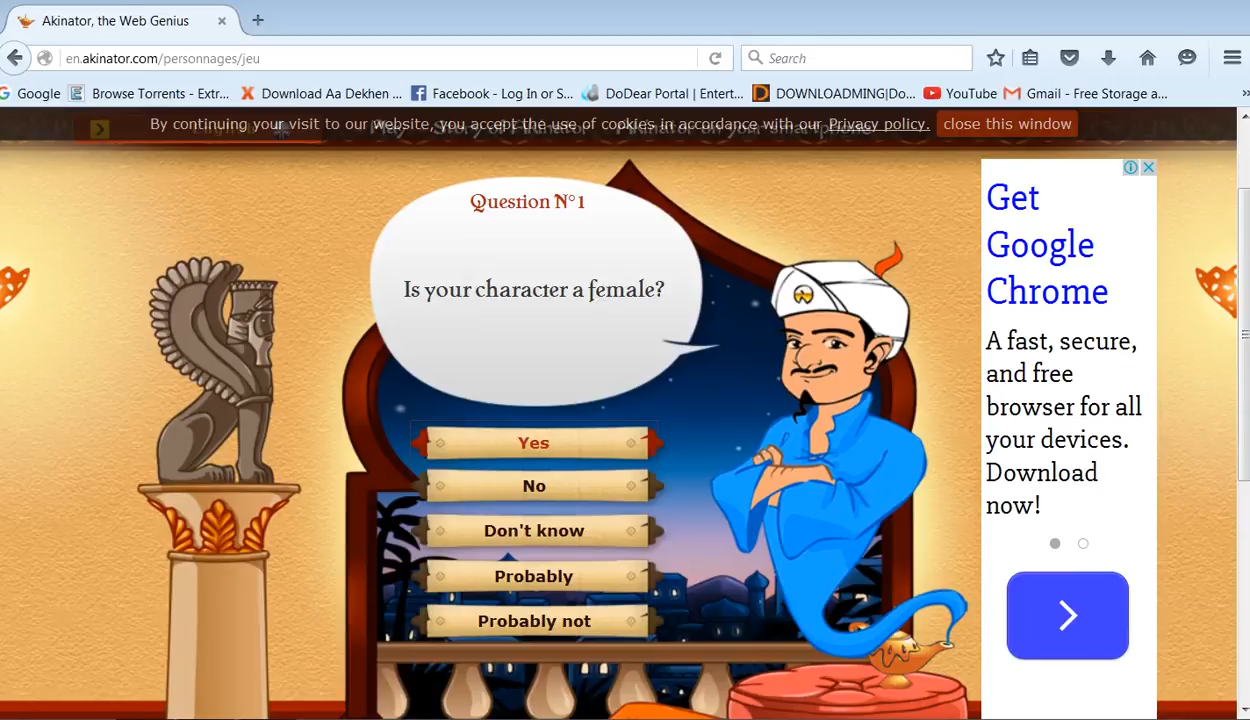 Akinator, the Web Genius
en.akinator.com/personnages/jeu
Search
Google Browse Torrents - Extr... Download Aa Dekhen ... Facebook - Log In or S... DoDear Portal | Entert... DOWNLOADMING|Do... YouTube Gmail - Free Storage a...
By continuing your visit to our website, you accept the use of cookies in accordance with our Privacy policy. close this window
Question N°1
Is your character a female?
Yes
No
Don't know
Probably
Probably not
Get
Google
Chrome
A fast, secure,
and free
browser for all
your devices.
Download
now!